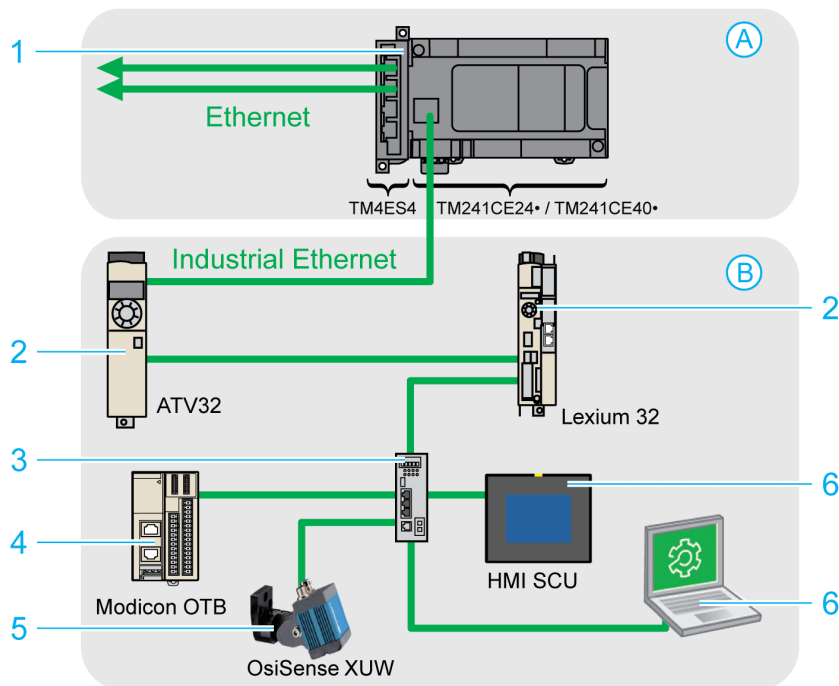 1
A
Ethernet
TM4ES4
TM241CE24• / TM241CE40•
Industrial Ethernet
B
2
2
ATV32
Lexium 32
3
6
4
HMI SCU
Modicon OTB
6
5
OsiSense XUW